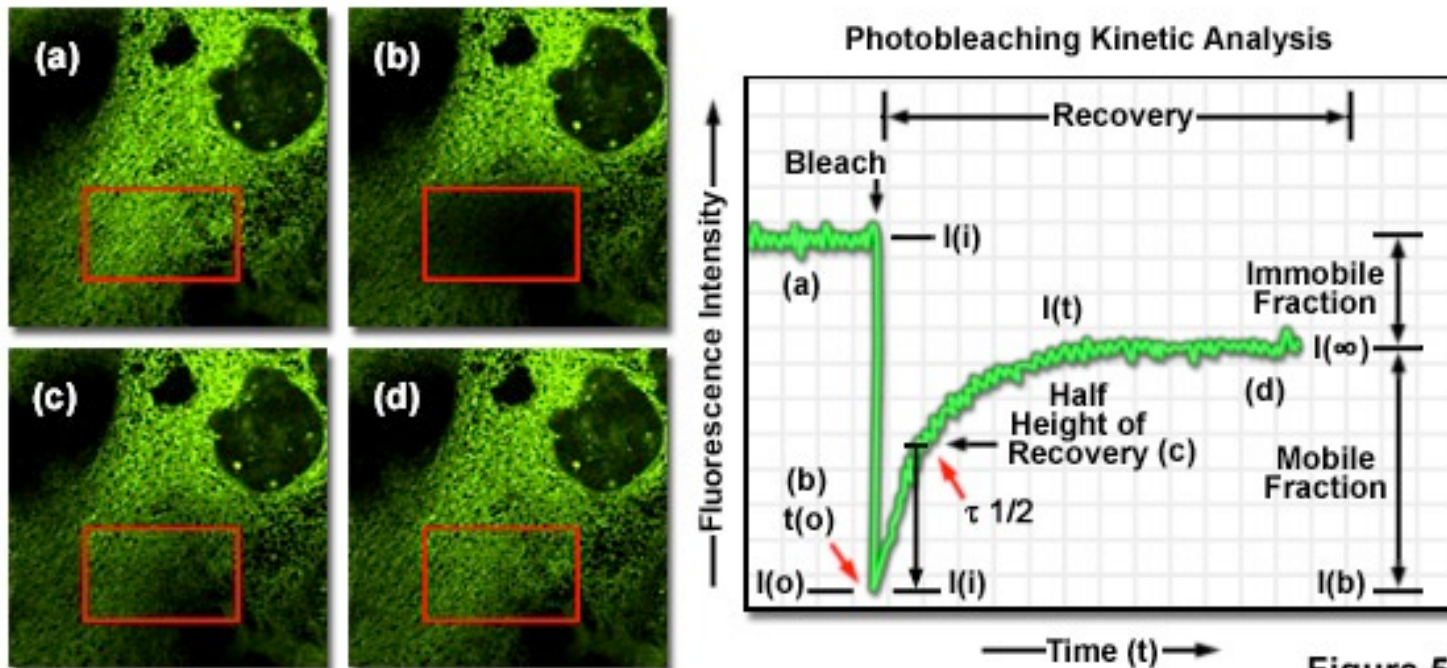 (a)
(b)
(c)
(d)
Photobleaching Kinetic Analysis
Fluorescence Intensity
Recovery
Bleach
I(i)
(a)
Immobile
Fraction
I(t)
I(∞)
(d)
Half
Height of
Recovery (c)
Mobile
Fraction
(b)
t(o)
τ 1/2
I(o)
I(i)
I(b)
Time (t)